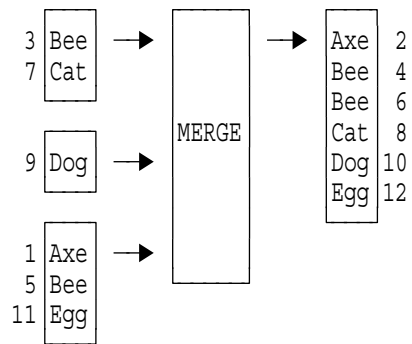 3 Bee
7 Cat
9 Dog
1 Axe
5 Bee
11 Egg
MERGE
Axe 2
Bee 4
Bee 6
Cat 8
Dog 10
Egg 12